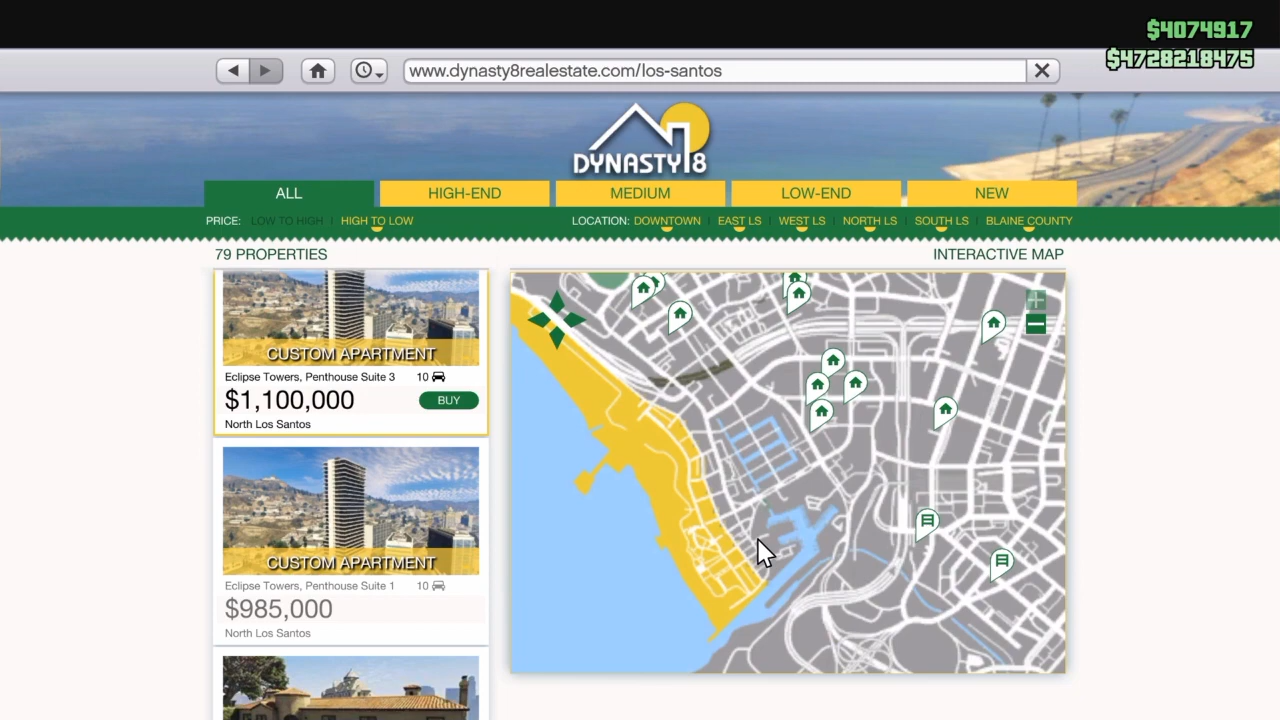 $4074917
$4728218475
www.dynasty8realestate.com/los-santos
DYNASTY 8
ALL
HIGH-END
MEDIUM
LOW-END
NEW
PRICE: LOW TO HIGH | HIGH TO LOW
LOCATION: DOWNTOWN | EAST LS | WEST LS | NORTH LS | SOUTH LS | BLAINE COUNTY
79 PROPERTIES
INTERACTIVE MAP
CUSTOM APARTMENT
Eclipse Towers, Penthouse Suite 3 10
$1,100,000
BUY
North Los Santos
CUSTOM APARTMENT
Eclipse Towers, Penthouse Suite 1 10
$985,000
North Los Santos